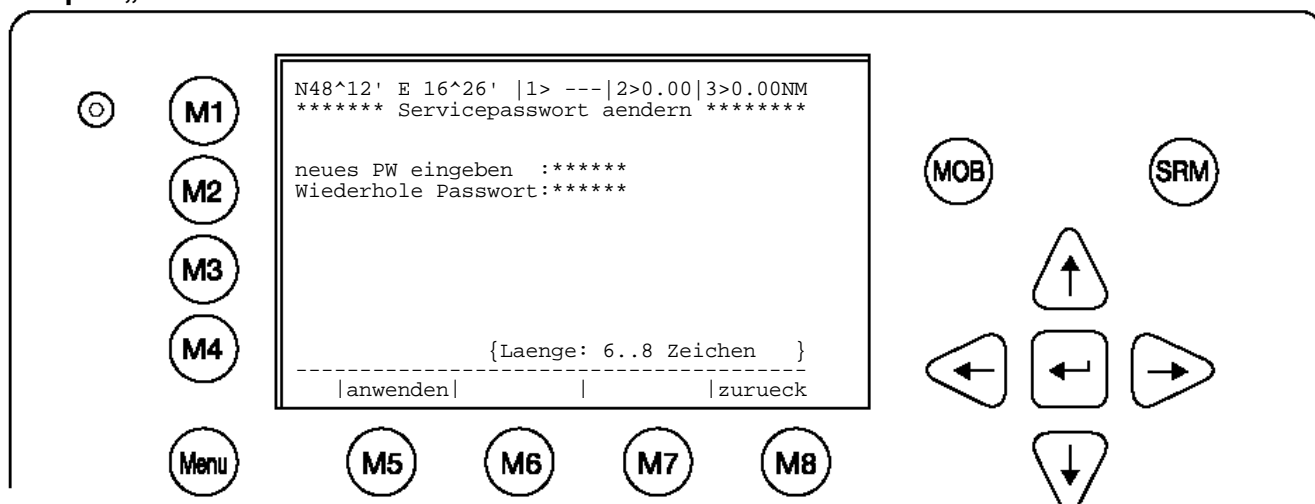 N48^12' E 16^26' |1> ---|2>0.00|3>0.00NM
******* Servicepasswort aendern ********
neues PW eingeben  :******
Wiederhole Passwort:******
{Laenge: 6..8 Zeichen   }
----------------------------------------
|anwenden|         |         |zurueck
M1
M2
M3
M4
Menu
M5
M6
M7
M8
MOB
SRM